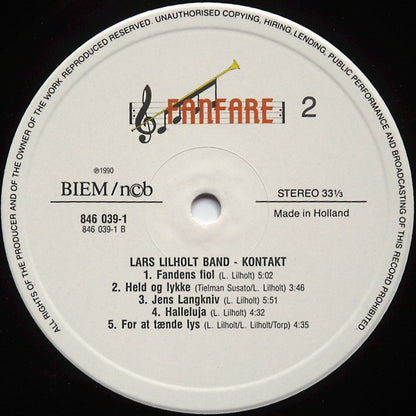 ALL RIGHTS OF THE PRODUCER AND OF THE OWNER OF THE WORK REPRODUCED RESERVED. UNAUTHORISED COPYING, HIRING, LENDING, PUBLIC PERFORMANCE AND BROADCASTING OF THIS RECORD PROHIBITED
FANFARE 2
℗1990
BIEM/n©b
STEREO 33⅓
846 039-1
846 039-1 B
Made in Holland
LARS LILHOLT BAND - KONTAKT
1. Fandens fiol (L. Lilholt) 5:02
2. Held og lykke (Tielman Susato/L. Lilholt) 3:46
3. Jens Langkniv (L. Lilholt) 5:51
4. Halleluja (L. Lilholt) 4:32
5. For at tænde lys (L. Lilholt/L. Lilholt/Torp) 4:35